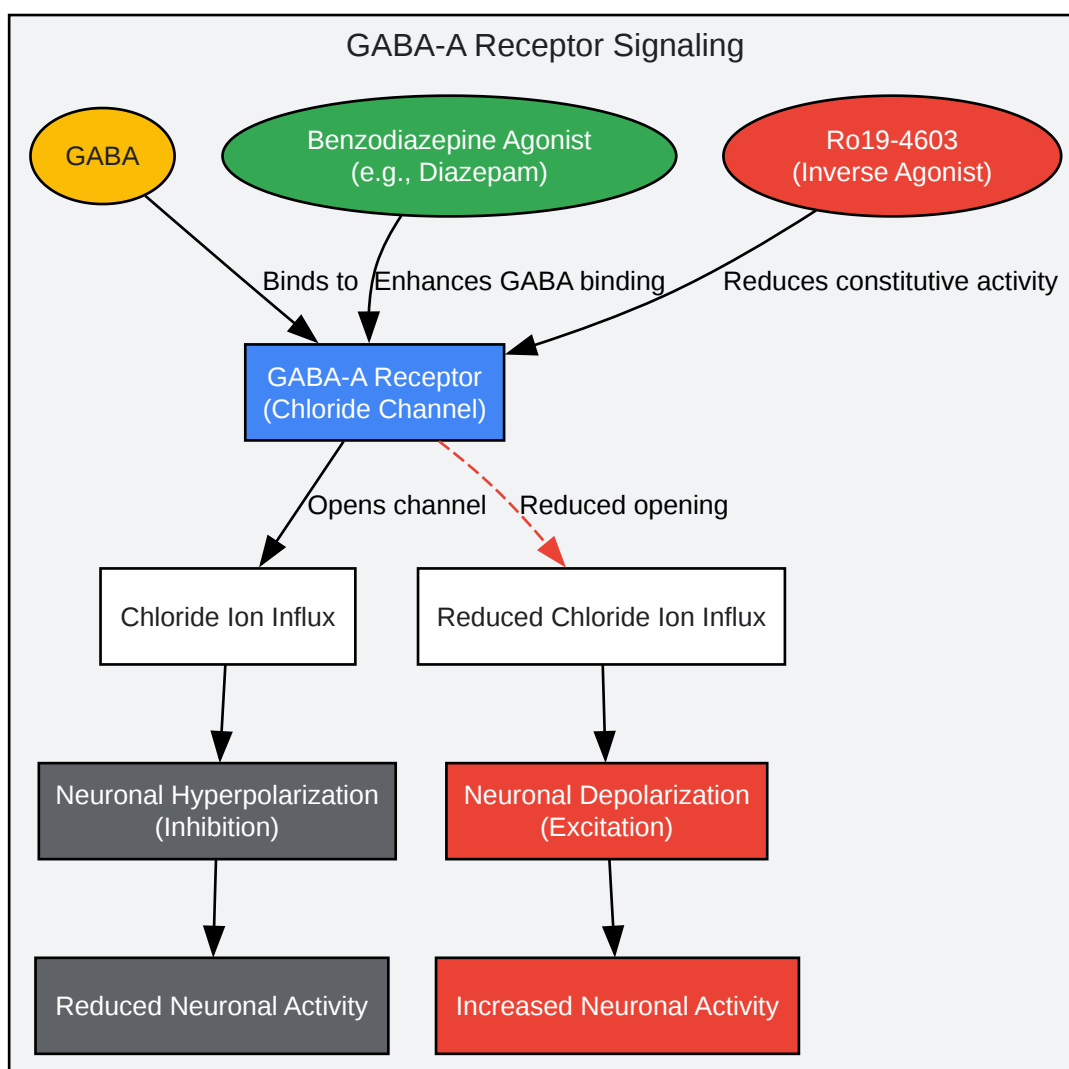 GABA-A Receptor Signaling
GABA
Benzodiazepine Agonist
(e.g., Diazepam)
Ro19-4603
(Inverse Agonist)
Binds to
Enhances GABA binding
Reduces constitutive activity
GABA-A Receptor
(Chloride Channel)
Opens channel
Reduced opening
Chloride Ion Influx
Reduced Chloride Ion Influx
Neuronal Hyperpolarization
(Inhibition)
Neuronal Depolarization
(Excitation)
Reduced Neuronal Activity
Increased Neuronal Activity